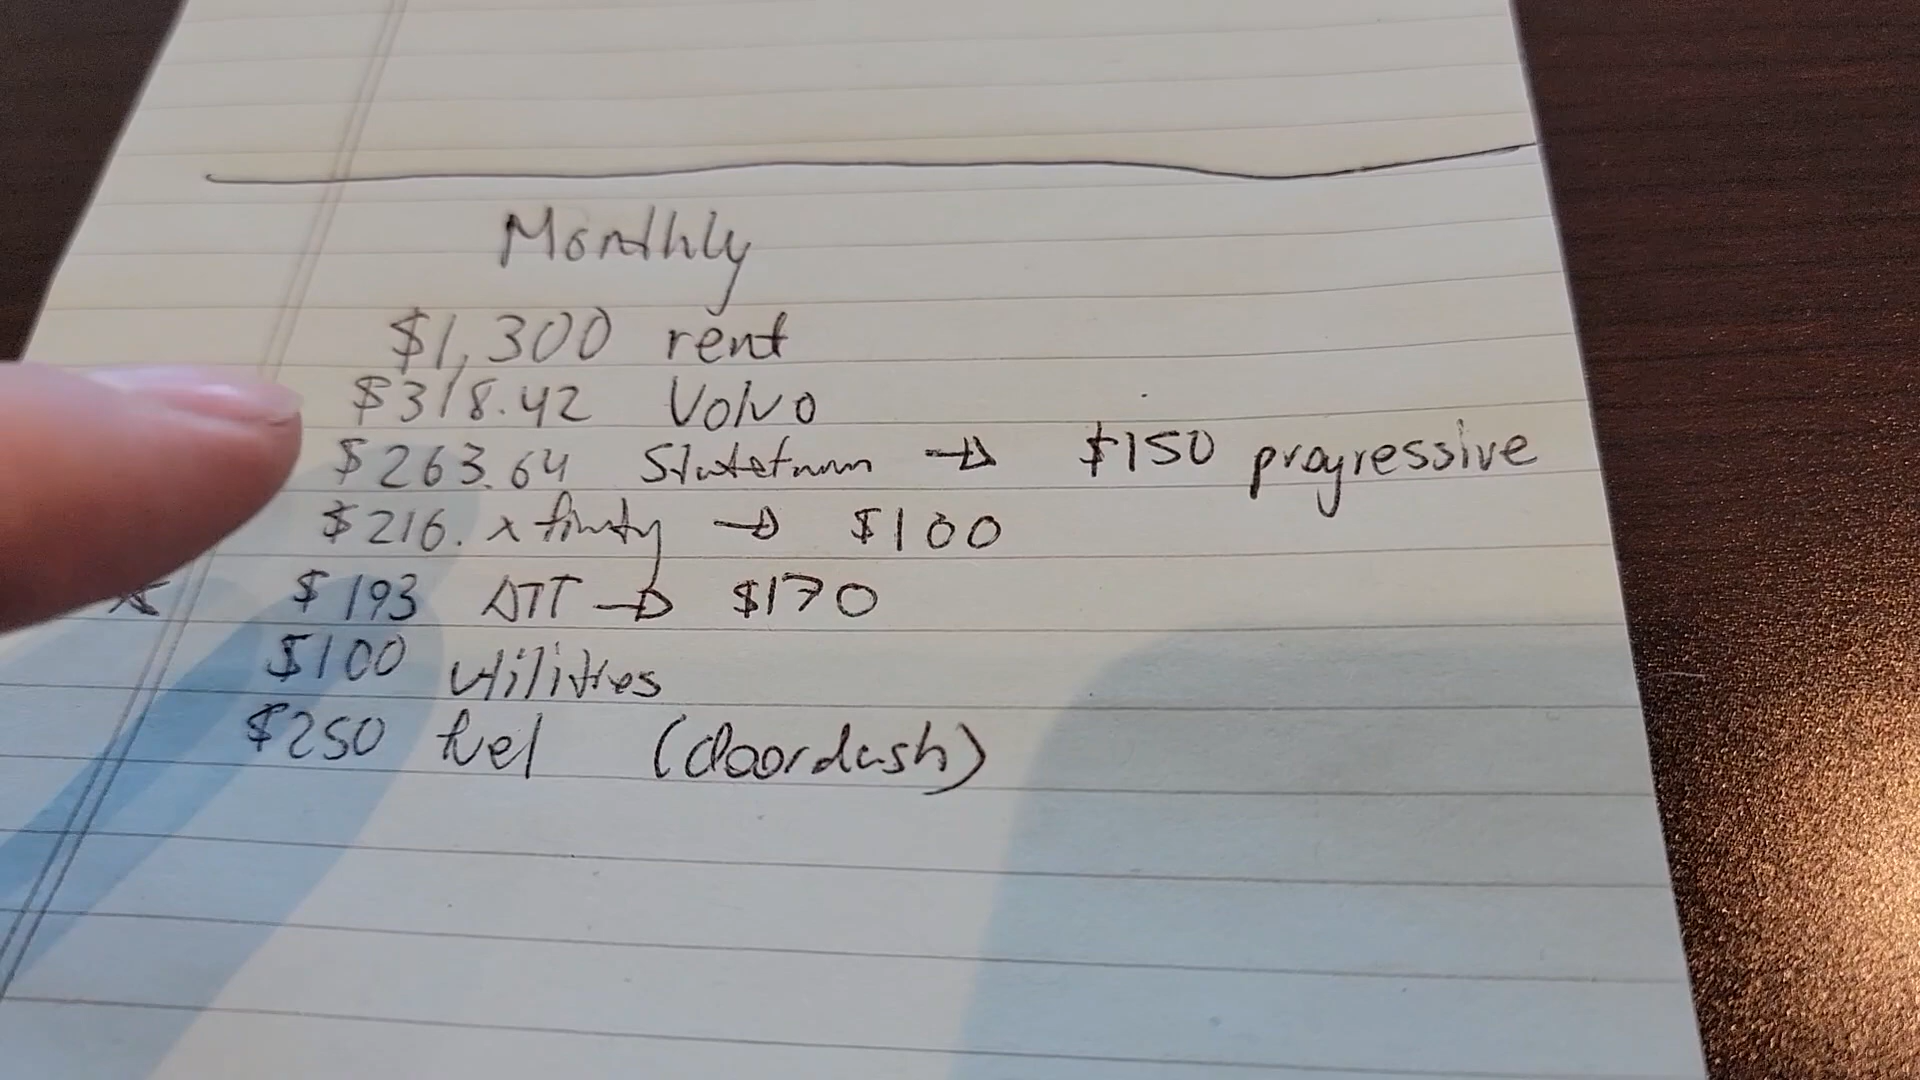 Monthly
$1,300 rent
$318.42 Volvo
$263.64 Statefarm → $150 progressive
$216. xfinity → $100
$193 ATT → $170
$100 utilities
$250 fuel (doordash)